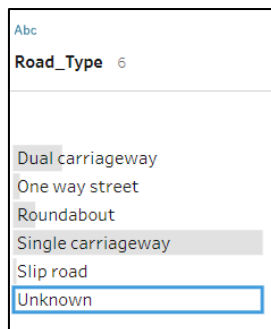 Abc
Road_Type 6
Dual carriageway
One way street
Roundabout
Single carriageway
Slip road
Unknown